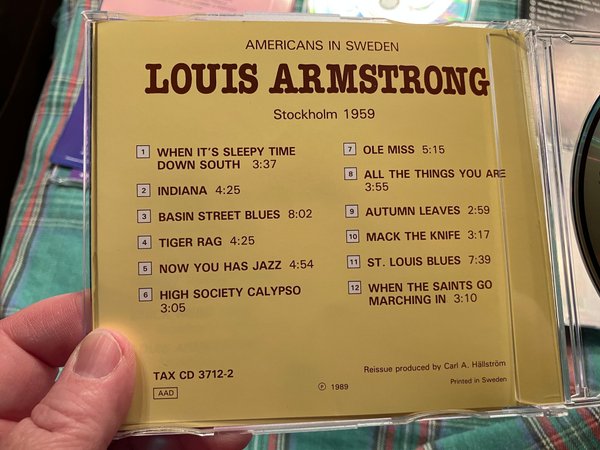 AMERICANS IN SWEDEN
LOUIS ARMSTRONG
Stockholm 1959
1 WHEN IT'S SLEEPY TIME
DOWN SOUTH 3:37
2 INDIANA 4:25
3 BASIN STREET BLUES 8:02
4 TIGER RAG 4:25
5 NOW YOU HAS JAZZ 4:54
6 HIGH SOCIETY CALYPSO
3:05
7 OLE MISS 5:15
8 ALL THE THINGS YOU ARE
3:55
9 AUTUMN LEAVES 2:59
10 MACK THE KNIFE 3:17
11 ST. LOUIS BLUES 7:39
12 WHEN THE SAINTS GO
MARCHING IN 3:10
TAX CD 3712-2
AAD
℗ 1989
Reissue produced by Carl A. Hällström
Printed in Sweden